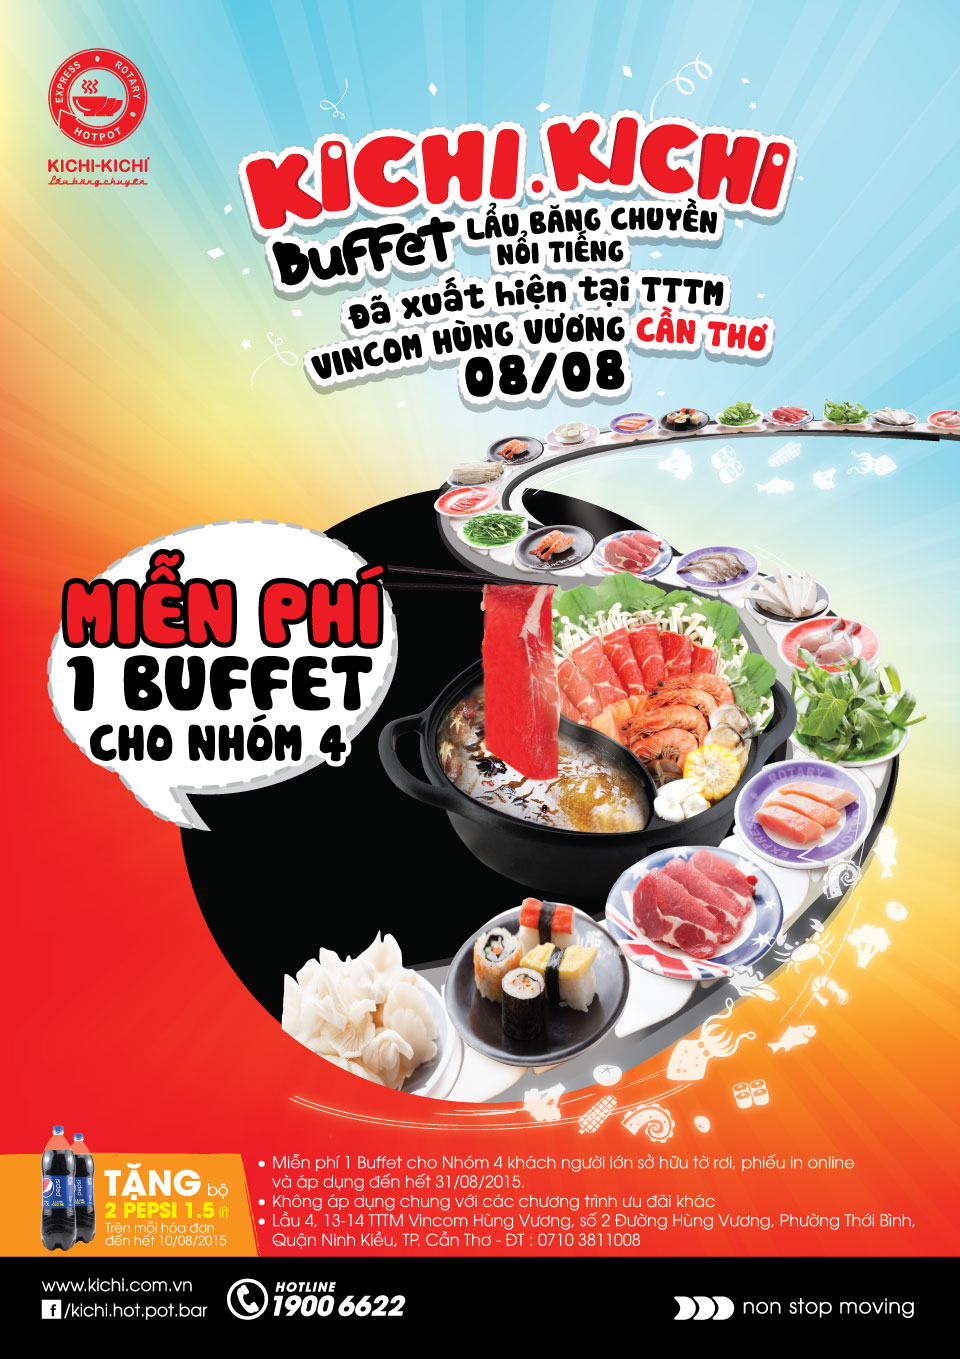 EXPRESS • ROTARY
HOTPOT
KICHI-KICHI
Lẩu băng chuyền
KICHI.KICHI
Buffet LẨU BĂNG CHUYỀN
NỔI TIẾNG
Đã xuất hiện tại TTTM
VINCOM HÙNG VƯƠNG CẦN THƠ
08/08
MIỄN PHÍ
1 BUFFET
CHO NHÓM 4
ROTARY
EXPRESS
pepsi
pepsi
TẶNG bộ
2 PEPSI 1.5 lít
Trên mỗi hóa đơn
đến hết 10/08/2015
• Miễn phí 1 Buffet cho Nhóm 4 khách người lớn sở hữu tờ rơi, phiếu in online
và áp dụng đến hết 31/08/2015.
• Không áp dụng chung với các chương trình ưu đãi khác
• Lầu 4, 13-14 TTTM Vincom Hùng Vương, số 2 Đường Hùng Vương, Phường Thới Bình,
Quận Ninh Kiều, TP. Cần Thơ - ĐT : 0710 3811008
www.kichi.com.vn
f /kichi.hot.pot.bar
HOTLINE
1900 6622
non stop moving